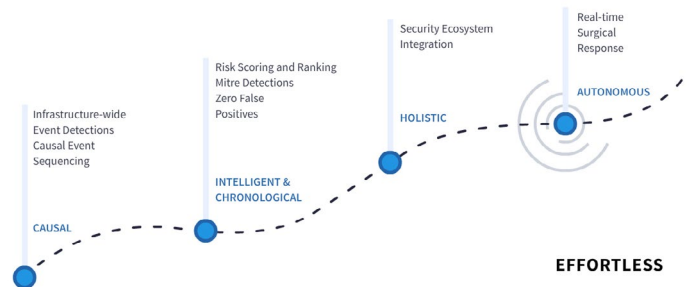 Infrastructure-wide
Event Detections
Causal Event
Sequencing
CAUSAL
Risk Scoring and Ranking
Mitre Detections
Zero False
Positives
INTELLIGENT &
CHRONOLOGICAL
Security Ecosystem
Integration
HOLISTIC
Real-time
Surgical
Response
AUTONOMOUS
EFFORTLESS